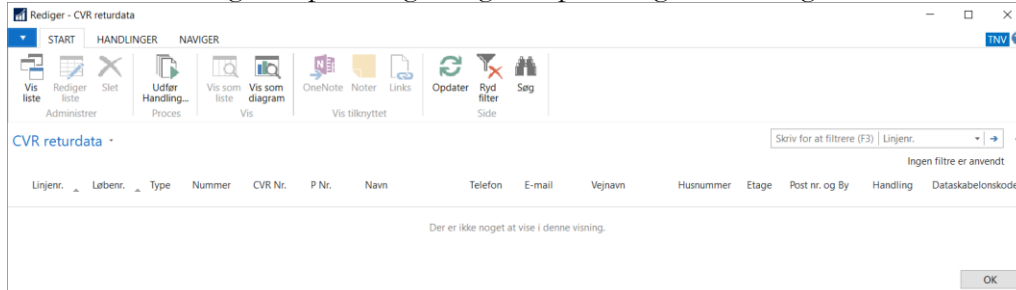 Rediger - CVR returdata
START HANDLINGER NAVIGER TNV
Vis liste Rediger liste Slet Udfør Handling... Vis som liste Vis som diagram OneNote Noter Links Opdater Ryd filter Søg
Administrer Proces Vis Vis tilknyttet Side
CVR returdata
Skriv for at filtrere (F3) Linjenr.
Ingen filtre er anvendt
Linjenr. Løbenr. Type Nummer CVR Nr. P Nr. Navn Telefon E-mail Vejnavn Husnummer Etage Post nr. og By Handling Dataskabelonskode
Der er ikke noget at vise i denne visning.
OK